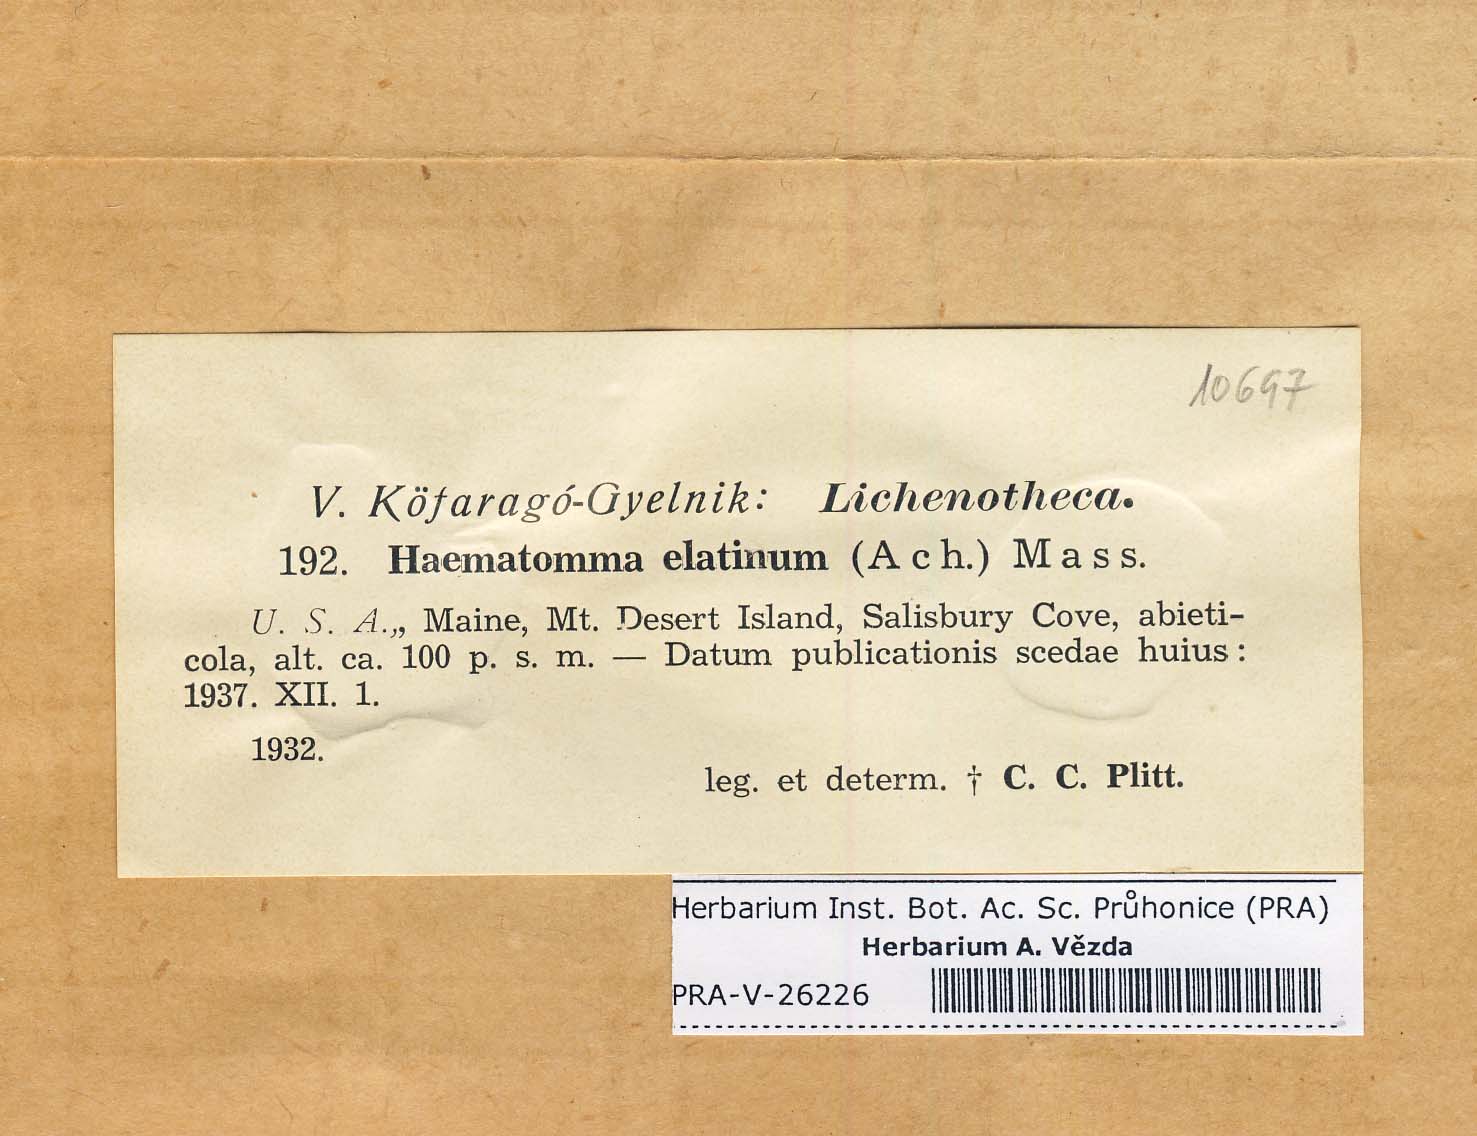 10697
V. Köfaragó-Gyelnik: Lichenotheca.
192. Haematomma elatinum (Ach.) Mass.
U. S. A.,, Maine, Mt. Desert Island, Salisbury Cove, abieti-
cola, alt. ca. 100 p. s. m. — Datum publicationis scedae huius:
1937. XII. 1.
1932.
leg. et determ. † C. C. Plitt.
Herbarium Inst. Bot. Ac. Sc. Průhonice (PRA)
Herbarium A. Vězda
PRA-V-26226